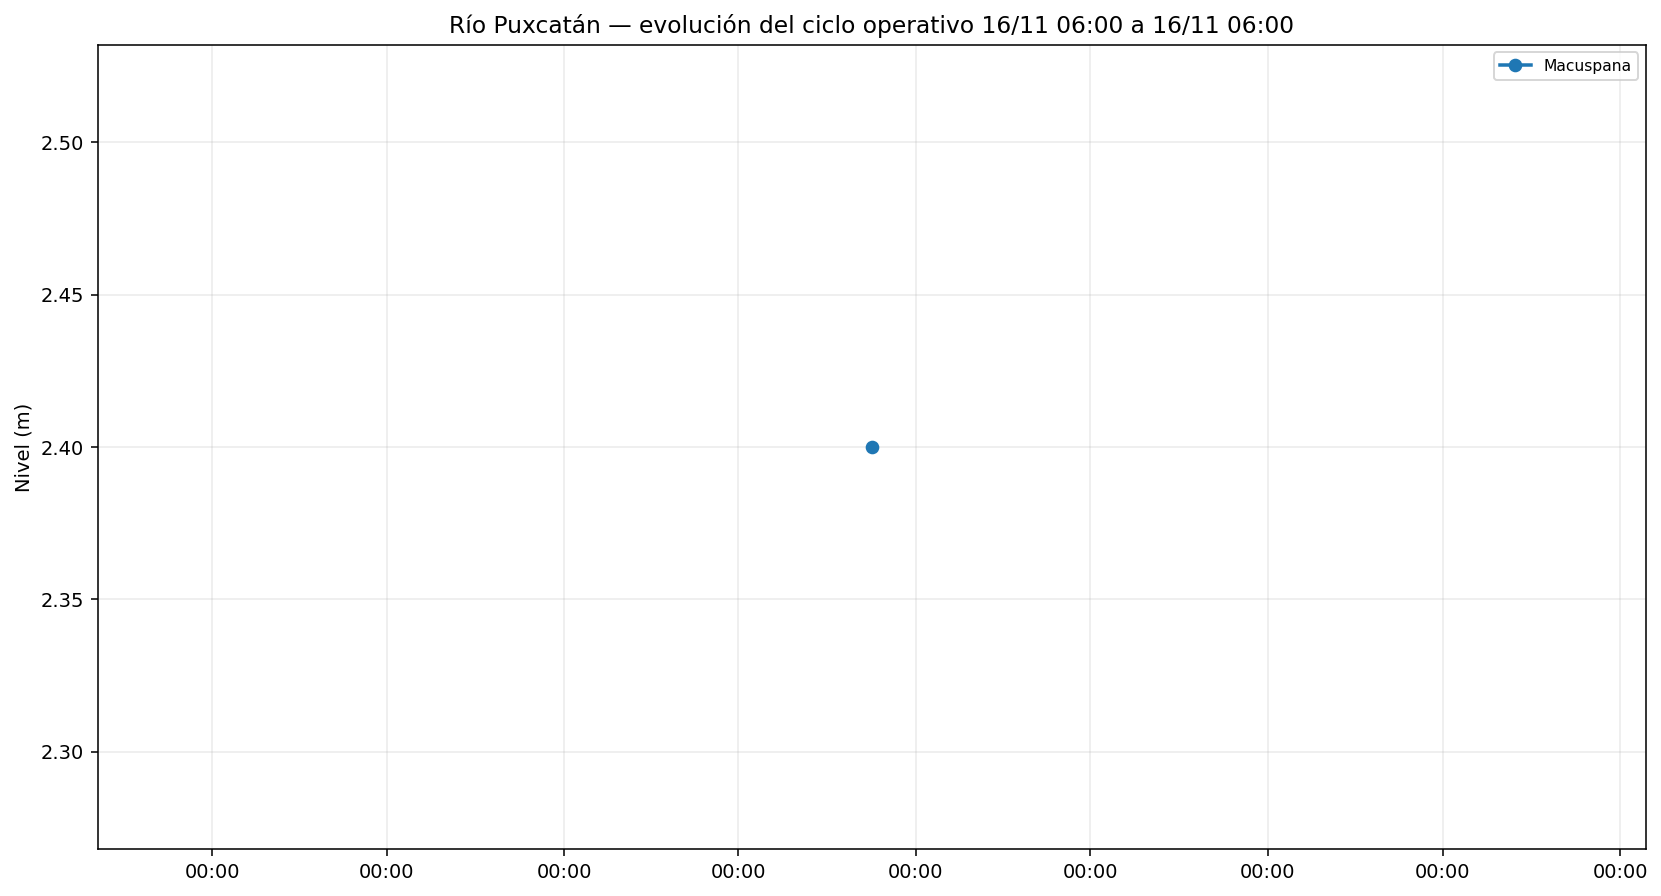 Río Puxcatán — evolución del ciclo operativo 16/11 06:00 a 16/11 06:00
Macuspana
2.50
2.45
2.40
2.35
2.30
Nivel (m)
00:00 00:00 00:00 00:00 00:00 00:00 00:00 00:00 00:00